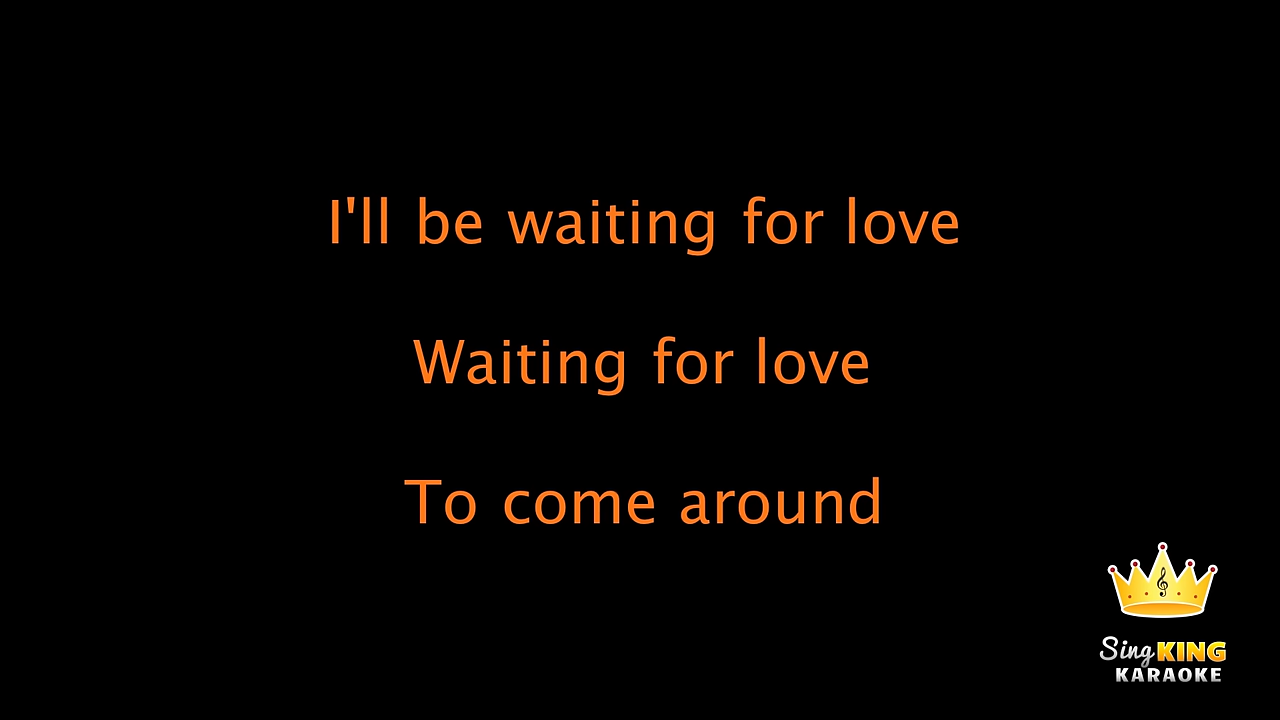 I'll be waiting for love
Waiting for love
To come around
Sing KING
KARAOKE